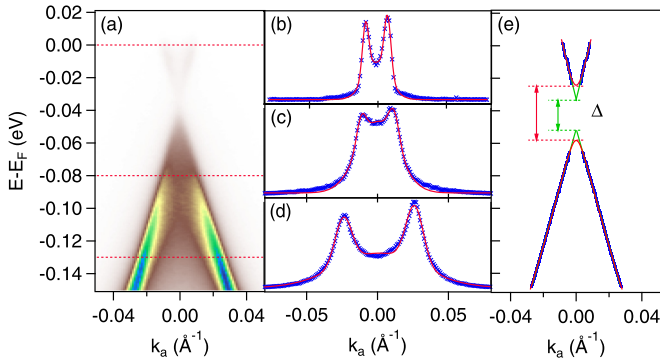 (a)
(b)
(c)
(d)
(e)
E-E_F (eV)
0.00
-0.02
-0.04
-0.06
-0.08
-0.10
-0.12
-0.14
Δ
-0.04 0.00 0.04
-0.05 0.00 0.05
-0.04 0.00 0.04
k_a (Å⁻¹)
k_a (Å⁻¹)
k_a (Å⁻¹)